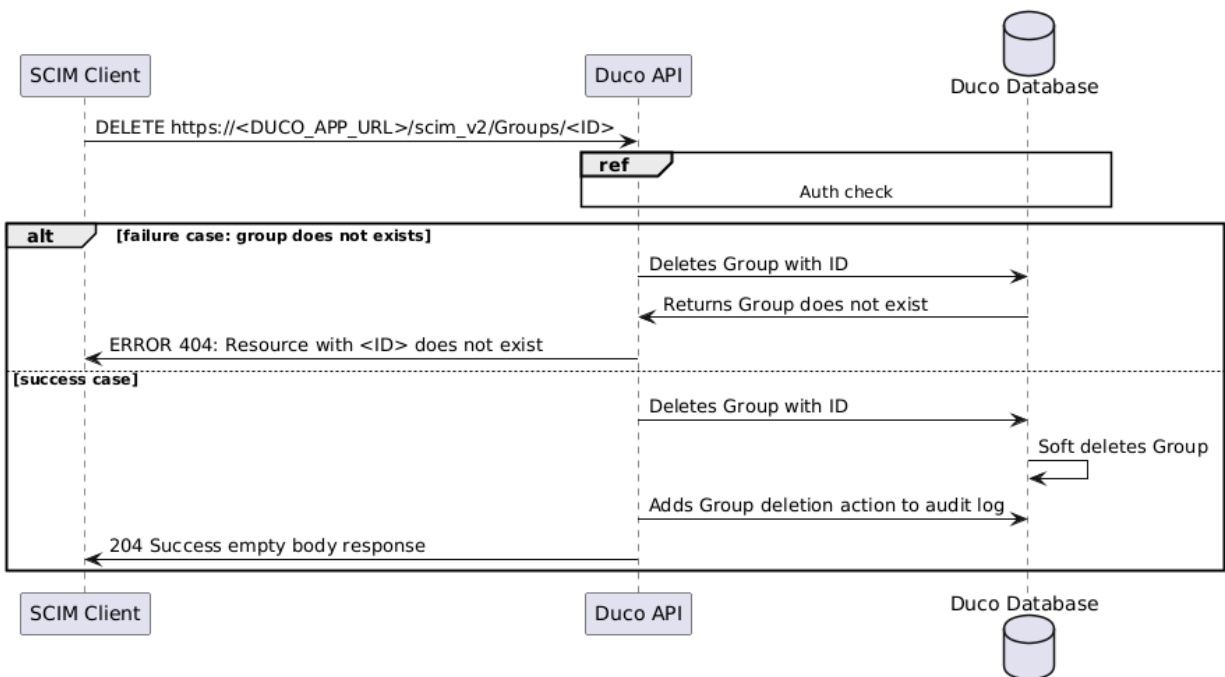 SCIM Client
Duco API
Duco Database
DELETE https://<DUCO_APP_URL>/scim_v2/Groups/<ID>
ref
Auth check
alt
[failure case: group does not exists]
Deletes Group with ID
Returns Group does not exist
ERROR 404: Resource with <ID> does not exist
[success case]
Deletes Group with ID
Soft deletes Group
Adds Group deletion action to audit log
204 Success empty body response
SCIM Client
Duco API
Duco Database